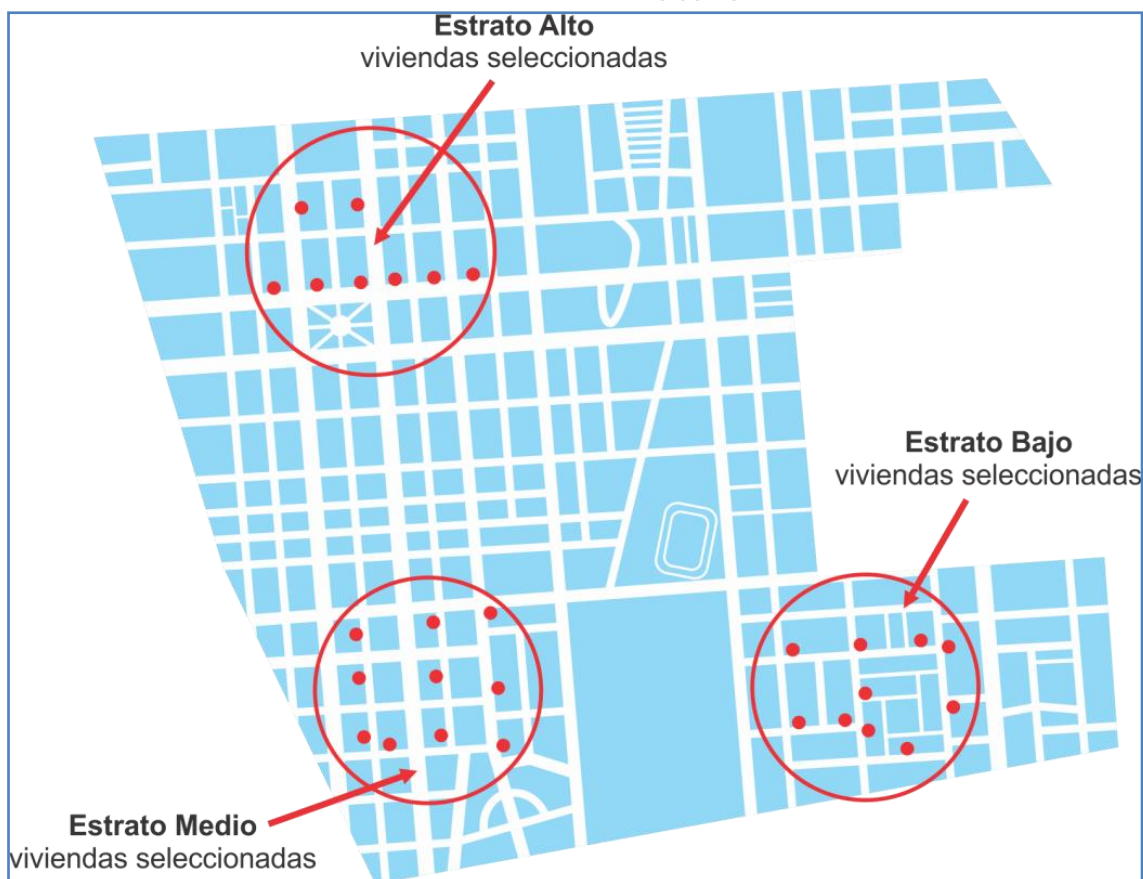 Estrato Alto
viviendas seleccionadas
Estrato Bajo
viviendas seleccionadas
Estrato Medio
viviendas seleccionadas